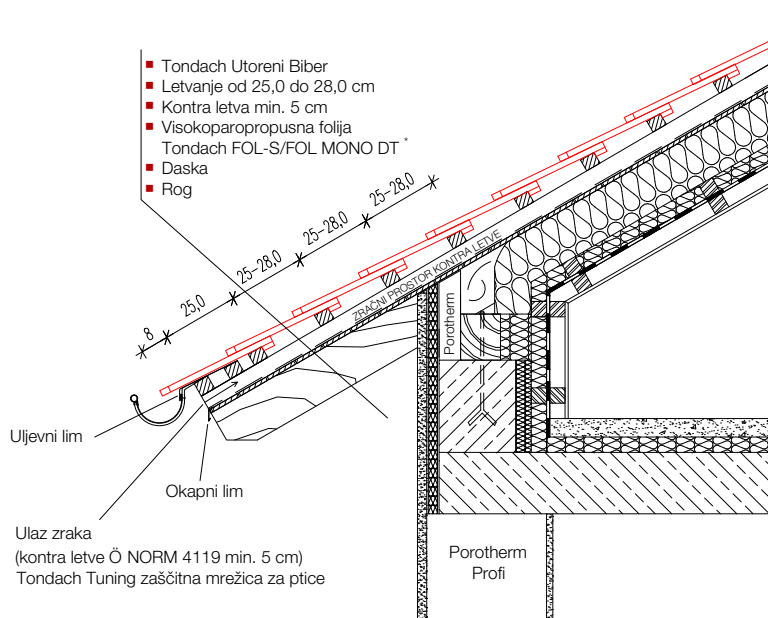 Tondach Utoreni Biber
Letvanje od 25,0 do 28,0 cm
Kontra letva min. 5 cm
Visokoparopropusna folija
Tondach FOL-S/FOL MONO DT *
Daska
Rog
8
25,0
25–28,0
25–28,0
25–28,0
ZRAČNI PROSTOR KONTRA LETVE
Porotherm
Uljevni lim
Okapni lim
Ulaz zraka
(kontra letve Ö NORM 4119 min. 5 cm)
Tondach Tuning zaščitna mrežica za ptice
Porotherm
Profi